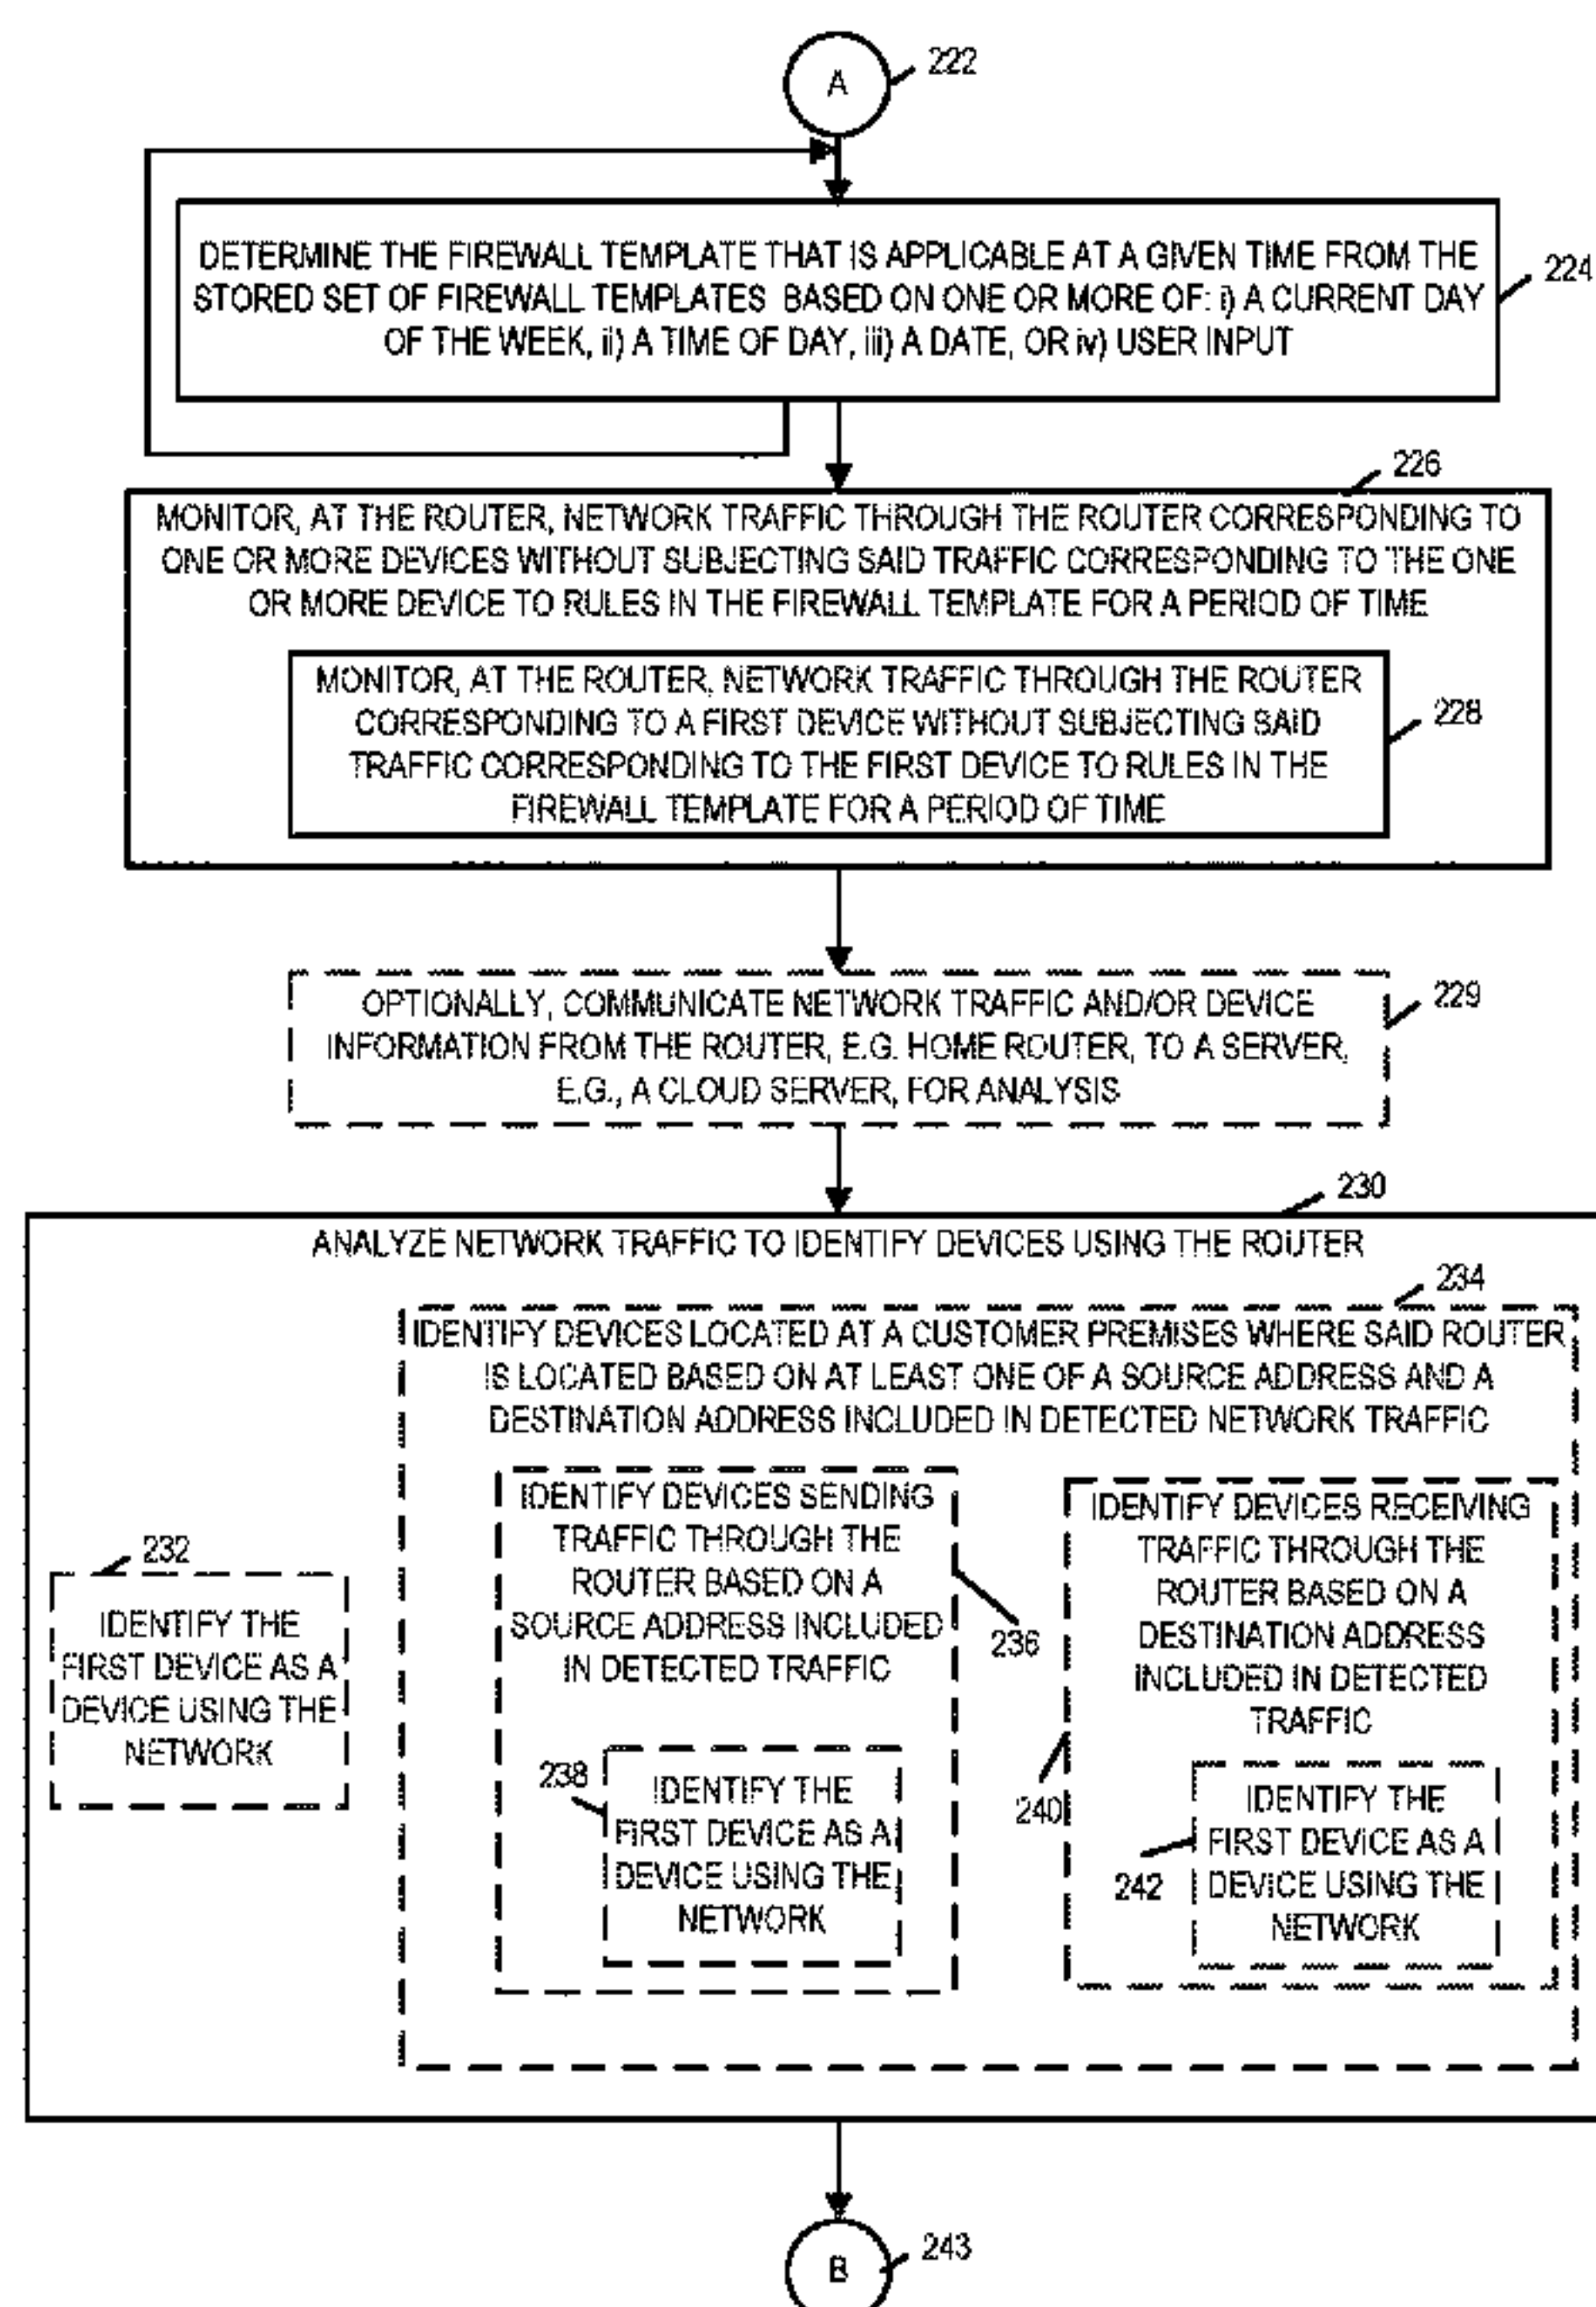 A
222
DETERMINE THE FIREWALL TEMPLATE THAT IS APPLICABLE AT A GIVEN TIME FROM THE
STORED SET OF FIREWALL TEMPLATES BASED ON ONE OR MORE OF: i) A CURRENT DAY
OF THE WEEK, ii) A TIME OF DAY, iii) A DATE, OR iv) USER INPUT
224
226
MONITOR, AT THE ROUTER, NETWORK TRAFFIC THROUGH THE ROUTER CORRESPONDING TO
ONE OR MORE DEVICES WITHOUT SUBJECTING SAID TRAFFIC CORRESPONDING TO THE ONE
OR MORE DEVICE TO RULES IN THE FIREWALL TEMPLATE FOR A PERIOD OF TIME
MONITOR, AT THE ROUTER, NETWORK TRAFFIC THROUGH THE ROUTER
CORRESPONDING TO A FIRST DEVICE WITHOUT SUBJECTING SAID
TRAFFIC CORRESPONDING TO THE FIRST DEVICE TO RULES IN THE
FIREWALL TEMPLATE FOR A PERIOD OF TIME
228
OPTIONALLY, COMMUNICATE NETWORK TRAFFIC AND/OR DEVICE
INFORMATION FROM THE ROUTER, E.G. HOME ROUTER, TO A SERVER,
E.G., A CLOUD SERVER, FOR ANALYSIS
229
230
ANALYZE NETWORK TRAFFIC TO IDENTIFY DEVICES USING THE ROUTER
234
IDENTIFY DEVICES LOCATED AT A CUSTOMER PREMISES WHERE SAID ROUTER
IS LOCATED BASED ON AT LEAST ONE OF A SOURCE ADDRESS AND A
DESTINATION ADDRESS INCLUDED IN DETECTED NETWORK TRAFFIC
232
IDENTIFY THE
FIRST DEVICE AS A
DEVICE USING THE
NETWORK
IDENTIFY DEVICES SENDING
TRAFFIC THROUGH THE
ROUTER BASED ON A
SOURCE ADDRESS INCLUDED
IN DETECTED TRAFFIC
236
238
IDENTIFY THE
FIRST DEVICE AS A
DEVICE USING THE
NETWORK
IDENTIFY DEVICES RECEIVING
TRAFFIC THROUGH THE
ROUTER BASED ON A
DESTINATION ADDRESS
INCLUDED IN DETECTED
TRAFFIC
240
242
IDENTIFY THE
FIRST DEVICE AS A
DEVICE USING THE
NETWORK
B
243